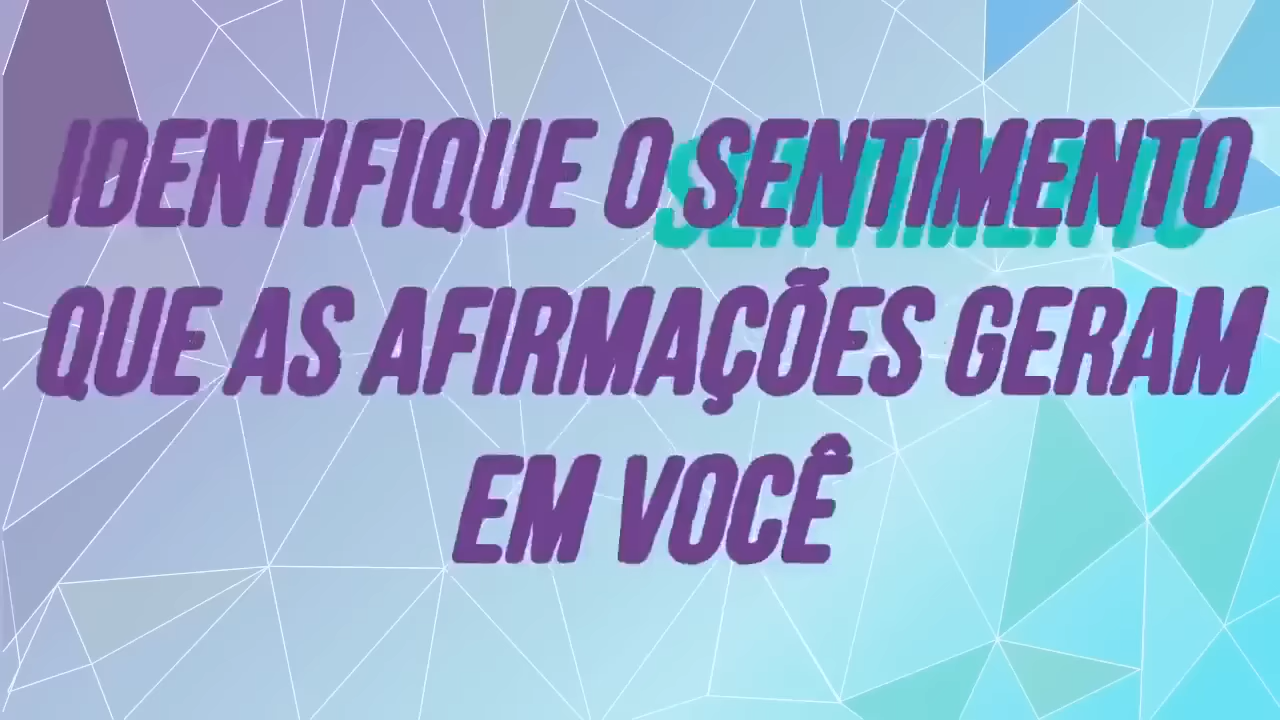 IDENTIFIQUE O SENTIMENTO
QUE AS AFIRMAÇÕES GERAM
EM VOCÊ